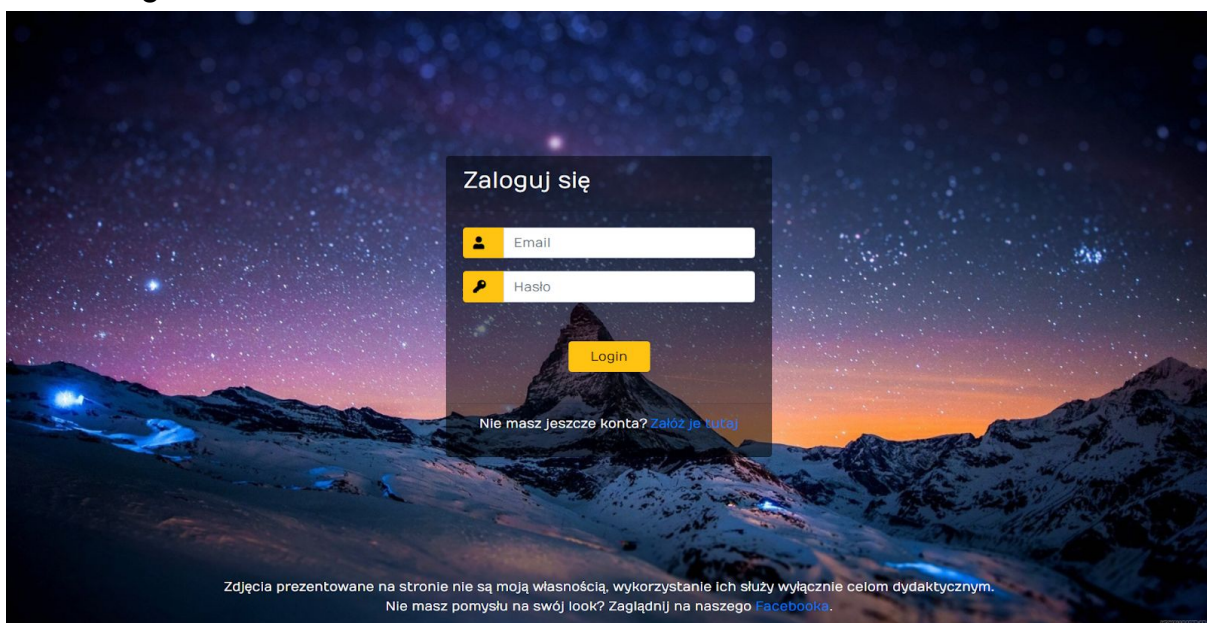 Zaloguj się
Email
Hasło
Login
Nie masz jeszcze konta? Załóż je tutaj
Zdjęcia prezentowane na stronie nie są moją własnością, wykorzystanie ich służy wyłącznie celom dydaktycznym.
Nie masz pomysłu na swój look? Zaglądnij na naszego Facebooka.